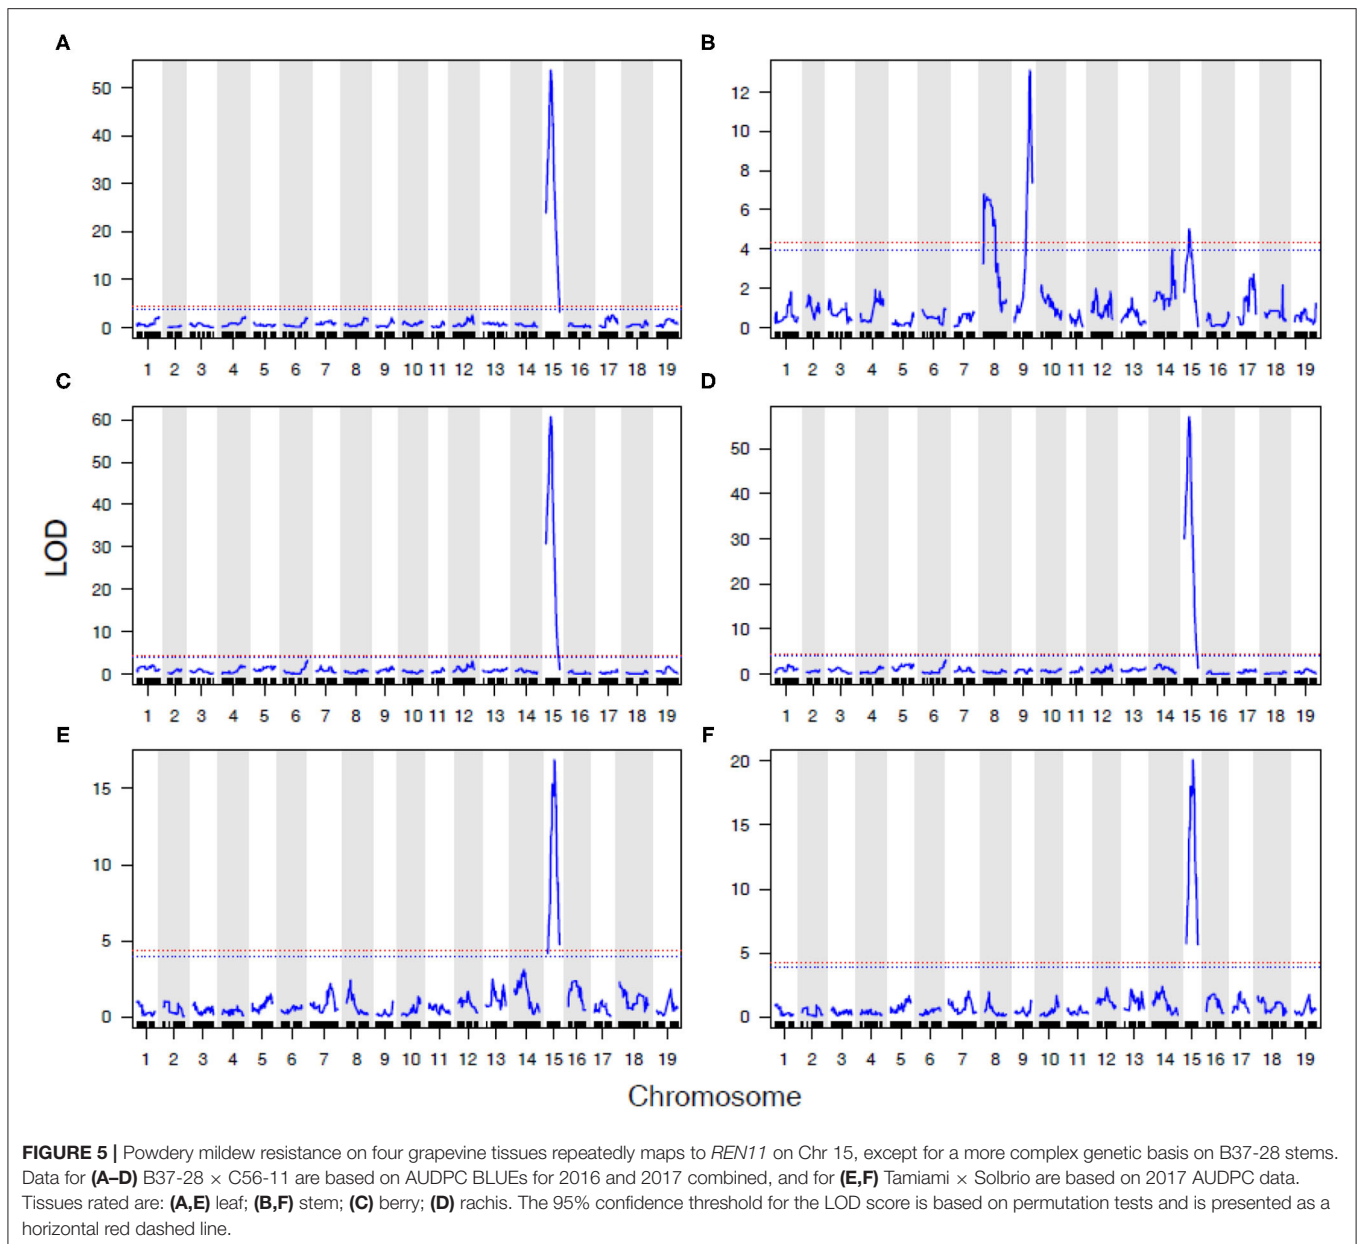 A
50
40
30
20
10
0
1 2 3 4 5 6 7 8 9 10 11 12 13 14 15 16 17 18 19
B
12
10
8
6
4
2
0
1 2 3 4 5 6 7 8 9 10 11 12 13 14 15 16 17 18 19
C
60
50
40
30
20
10
0
1 2 3 4 5 6 7 8 9 10 11 12 13 14 15 16 17 18 19
D
50
40
30
20
10
0
1 2 3 4 5 6 7 8 9 10 11 12 13 14 15 16 17 18 19
LOD
E
15
10
5
0
1 2 3 4 5 6 7 8 9 10 11 12 13 14 15 16 17 18 19
F
20
15
10
5
0
1 2 3 4 5 6 7 8 9 10 11 12 13 14 15 16 17 18 19
Chromosome
FIGURE 5 | Powdery mildew resistance on four grapevine tissues repeatedly maps to REN11 on Chr 15, except for a more complex genetic basis on B37-28 stems.
Data for (A–D) B37-28 × C56-11 are based on AUDPC BLUEs for 2016 and 2017 combined, and for (E,F) Tamiami × Solbrio are based on 2017 AUDPC data.
Tissues rated are: (A,E) leaf; (B,F) stem; (C) berry; (D) rachis. The 95% confidence threshold for the LOD score is based on permutation tests and is presented as a
horizontal red dashed line.